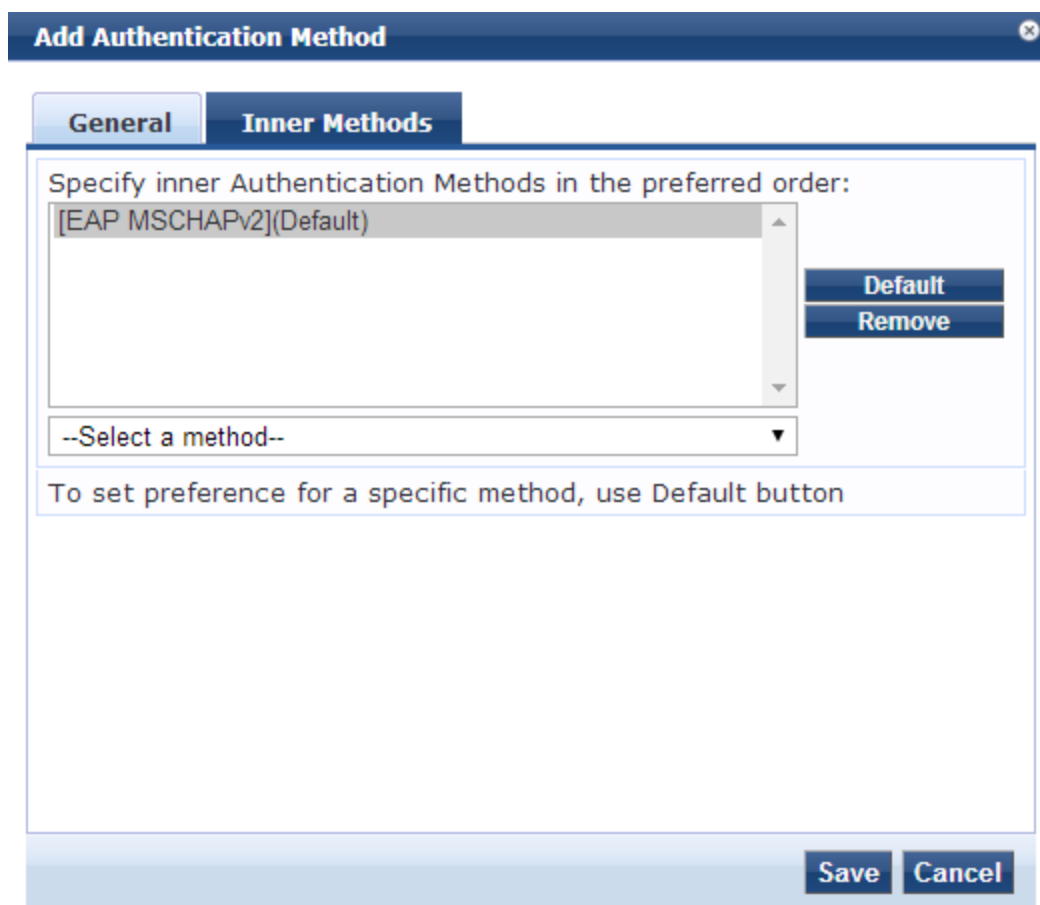 Add Authentication Method
General
Inner Methods
Specify inner Authentication Methods in the preferred order:
[EAP MSCHAPv2](Default)
Default
Remove
--Select a method--
To set preference for a specific method, use Default button
Save
Cancel